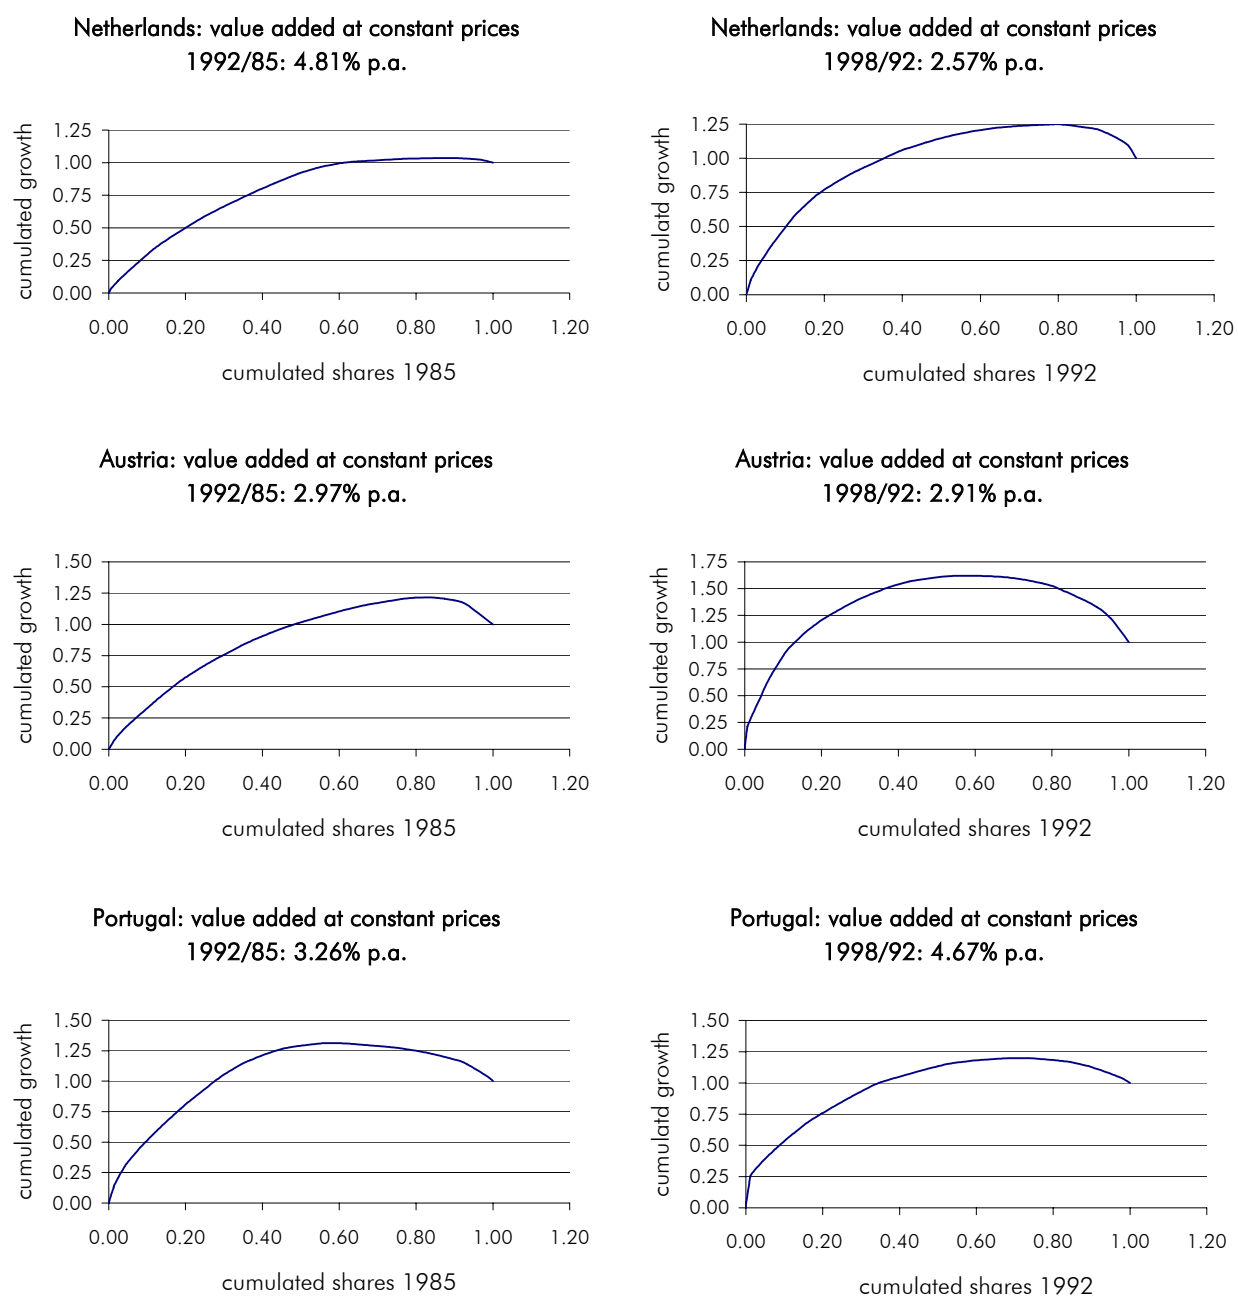 Netherlands: value added at constant prices
1992/85: 4.81% p.a.
cumulated growth
1.25
1.00
0.75
0.50
0.25
0.00
0.00 0.20 0.40 0.60 0.80 1.00 1.20
cumulated shares 1985
Netherlands: value added at constant prices
1998/92: 2.57% p.a.
cumulatd growth
1.25
1.00
0.75
0.50
0.25
0.00
0.00 0.20 0.40 0.60 0.80 1.00 1.20
cumulated shares 1992
Austria: value added at constant prices
1992/85: 2.97% p.a.
cumulated growth
1.50
1.25
1.00
0.75
0.50
0.25
0.00
0.00 0.20 0.40 0.60 0.80 1.00 1.20
cumulated shares 1985
Austria: value added at constant prices
1998/92: 2.91% p.a.
cumulated growth
1.75
1.50
1.25
1.00
0.75
0.50
0.25
0.00
0.00 0.20 0.40 0.60 0.80 1.00 1.20
cumulated shares 1992
Portugal: value added at constant prices
1992/85: 3.26% p.a.
cumulated growth
1.50
1.25
1.00
0.75
0.50
0.25
0.00
0.00 0.20 0.40 0.60 0.80 1.00 1.20
cumulated shares 1985
Portugal: value added at constant prices
1998/92: 4.67% p.a.
cumulatd growth
1.50
1.25
1.00
0.75
0.50
0.25
0.00
0.00 0.20 0.40 0.60 0.80 1.00 1.20
cumulated shares 1992